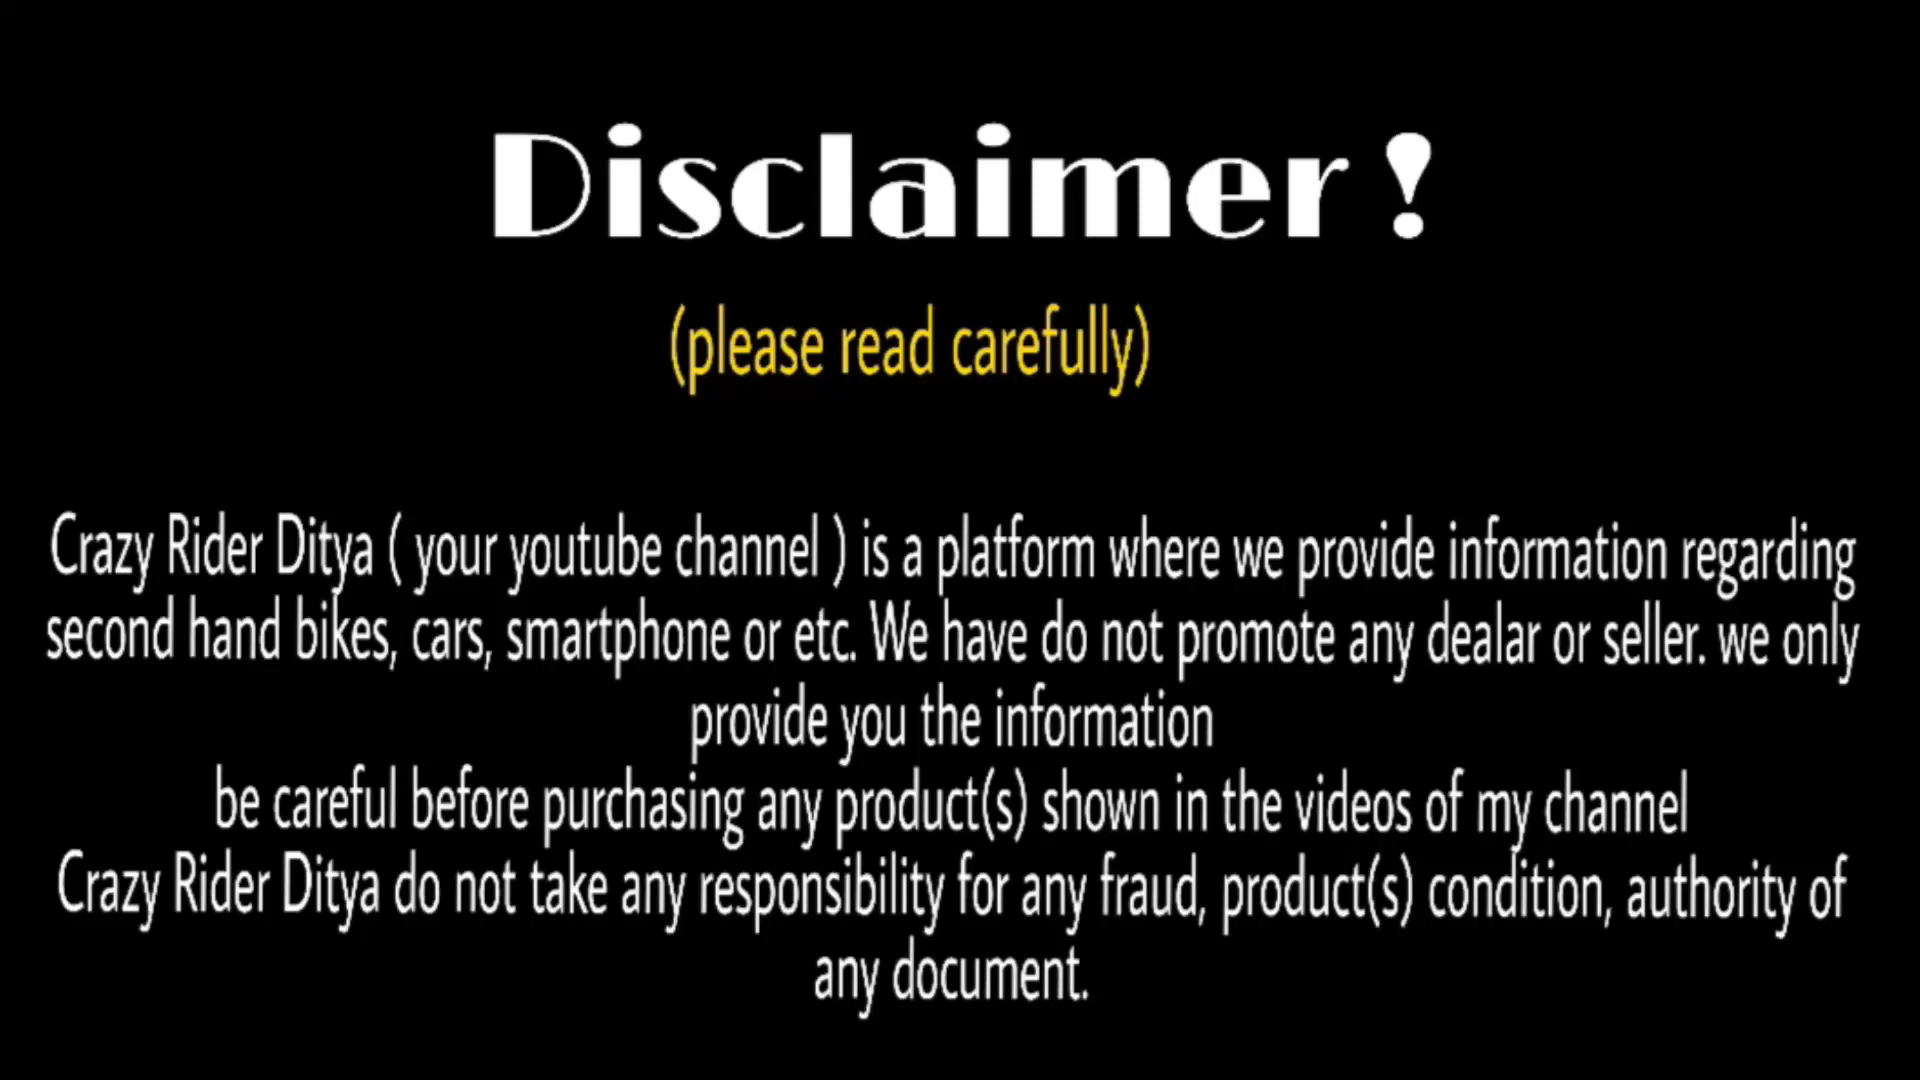 Disclaimer !
(please read carefully)
Crazy Rider Ditya ( your youtube channel ) is a platform where we provide information regarding
second hand bikes, cars, smartphone or etc. We have do not promote any dealar or seller. we only
provide you the information
be careful before purchasing any product(s) shown in the videos of my channel
Crazy Rider Ditya do not take any responsibility for any fraud, product(s) condition, authority of
any document.